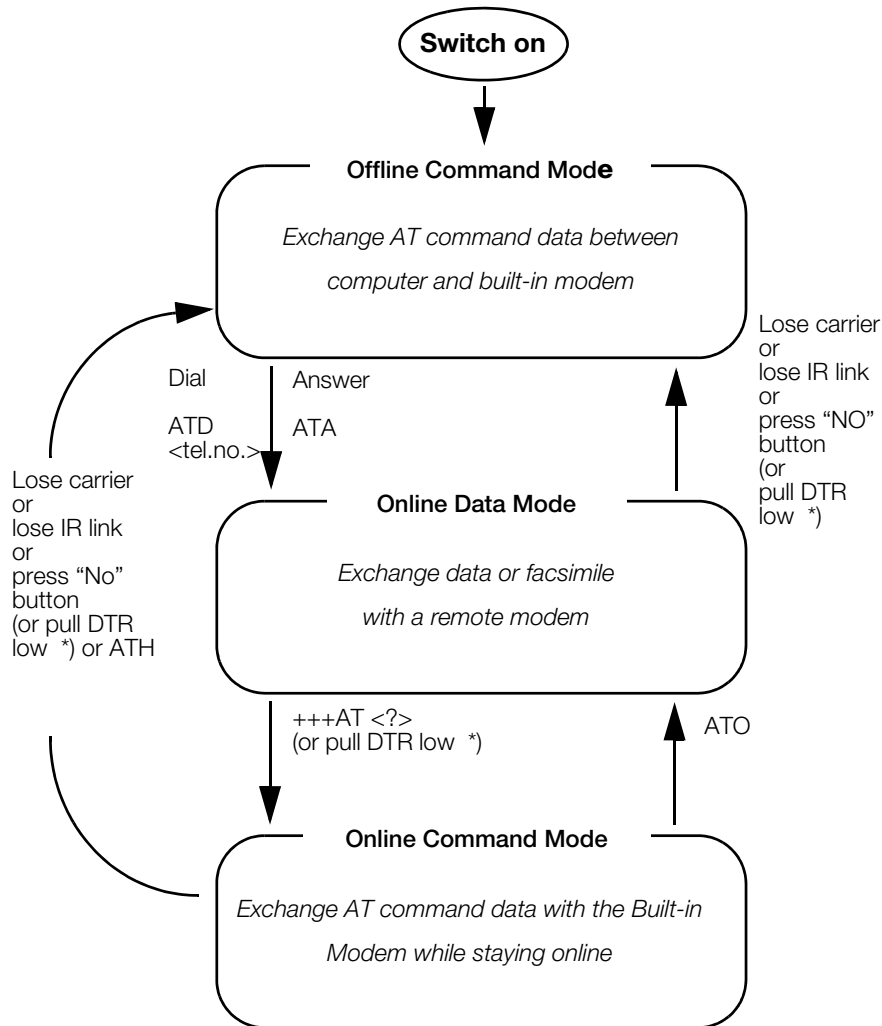 Switch on
Offline Command Mode
Exchange AT command data between
computer and built-in modem
Dial
Answer
ATD
<tel.no.>
ATA
Lose carrier
or
lose IR link
or
press “NO”
button
(or
pull DTR
low *)
Lose carrier
or
lose IR link
or
press “No”
button
(or pull DTR
low *) or ATH
Online Data Mode
Exchange data or facsimile
with a remote modem
+++AT <?>
(or pull DTR low *)
ATO
Online Command Mode
Exchange AT command data with the Built-in
Modem while staying online